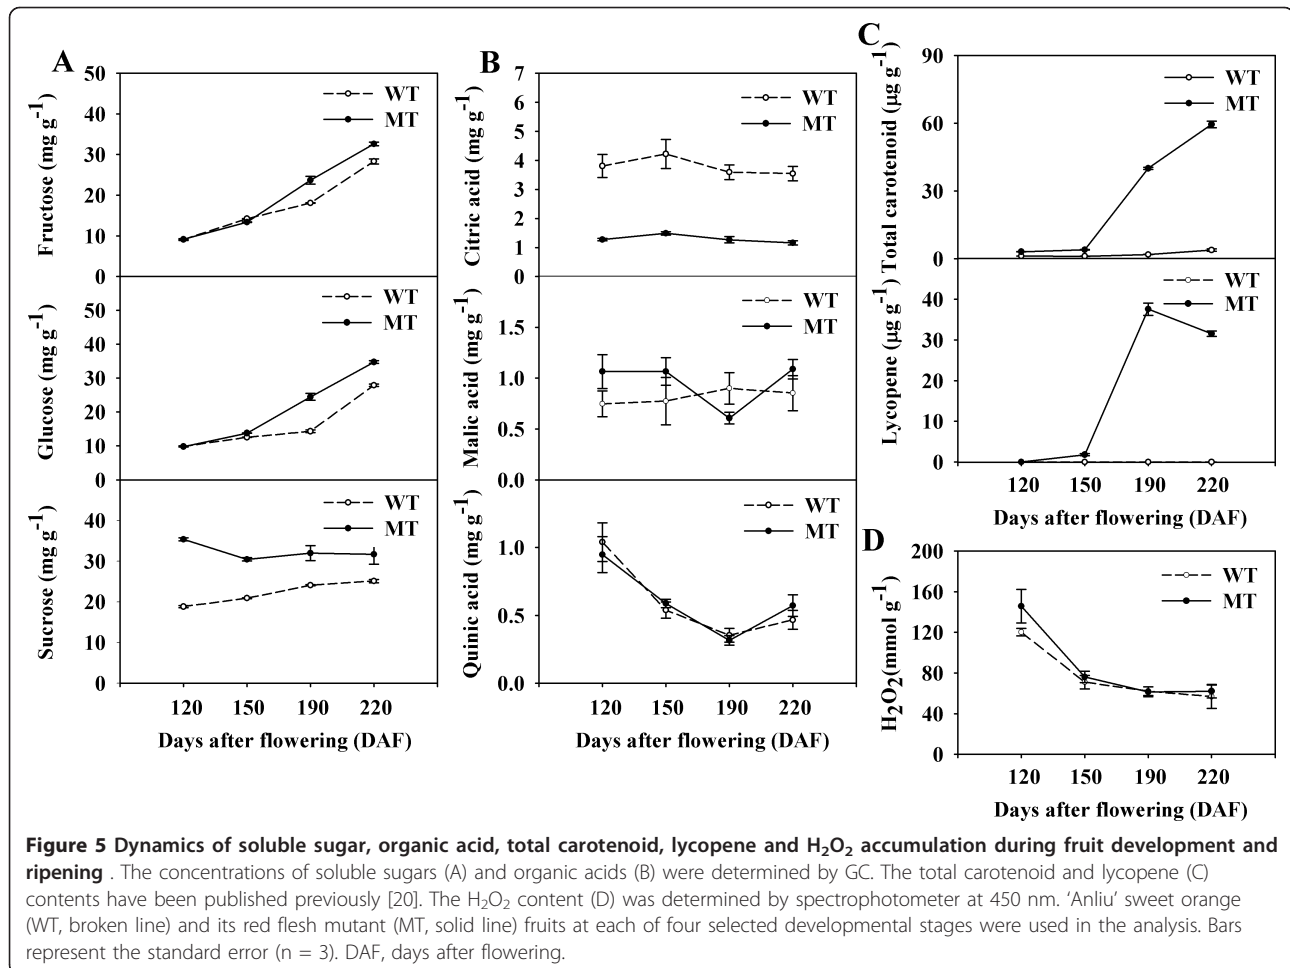 A
50
40
30
20
10
0
Fructose (mg g-1)
WT
MT
50
40
30
20
10
0
Glucose (mg g-1)
WT
MT
40
30
20
10
0
Sucrose (mg g-1)
WT
MT
120 150 190 220
Days after flowering (DAF)
B
7
6
5
4
3
2
1
0
Citric acid (mg g-1)
WT
MT
1.5
1.0
0.5
0.0
Malic acid (mg g-1)
WT
MT
1.0
0.5
0.0
Quinic acid (mg g-1)
WT
MT
120 150 190 220
Days after flowering (DAF)
C
90
60
30
0
Total carotenoid (µg g-1)
WT
MT
40
30
20
10
0
Lycopene (µg g-1)
WT
MT
120 150 190 220
Days after flowering (DAF)
D
200
160
120
80
40
0
H2O2(mmol g-1)
WT
MT
120 150 190 220
Days after flowering (DAF)
Figure 5 Dynamics of soluble sugar, organic acid, total carotenoid, lycopene and H2O2 accumulation during fruit development and
ripening . The concentrations of soluble sugars (A) and organic acids (B) were determined by GC. The total carotenoid and lycopene (C)
contents have been published previously [20]. The H2O2 content (D) was determined by spectrophotometer at 450 nm. ‘Anliu’ sweet orange
(WT, broken line) and its red flesh mutant (MT, solid line) fruits at each of four selected developmental stages were used in the analysis. Bars
represent the standard error (n = 3). DAF, days after flowering.